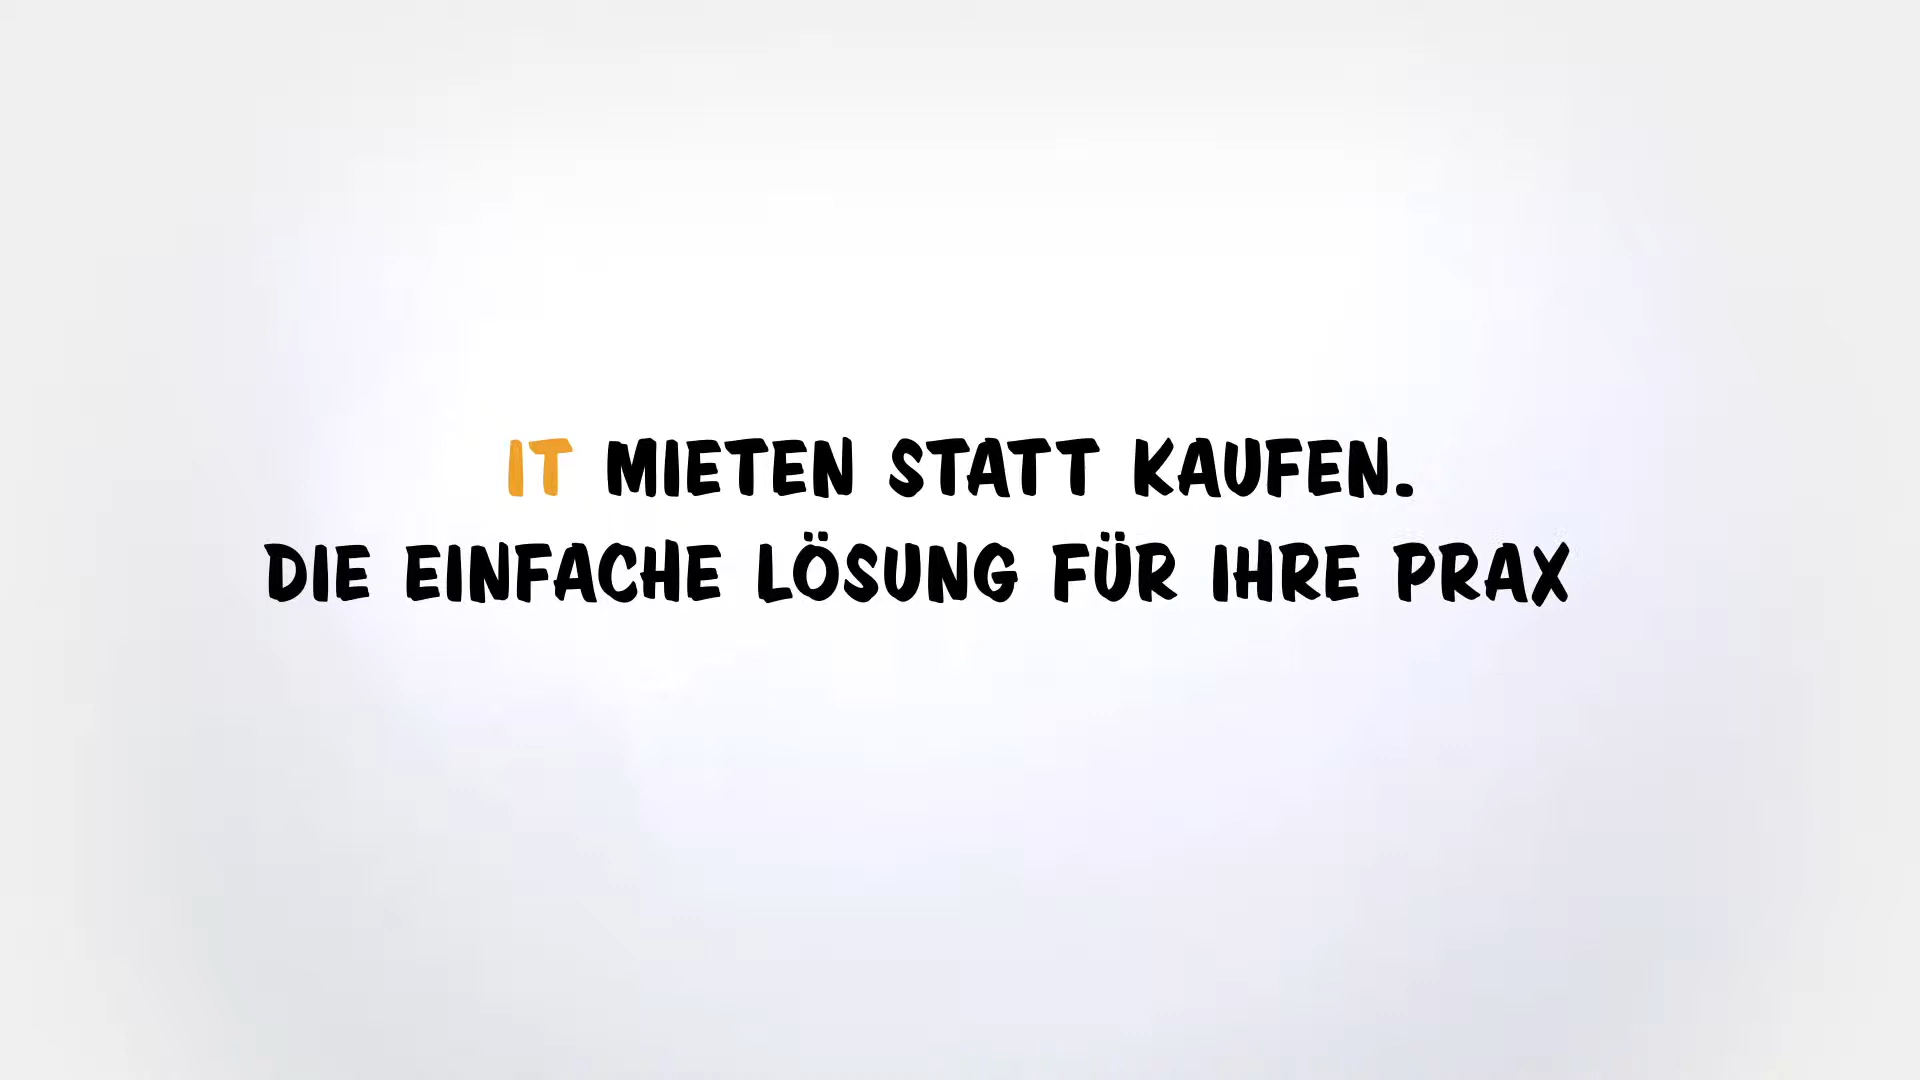 IT MIETEN STATT KAUFEN.
DIE EINFACHE LÖSUNG FÜR IHRE PRAX